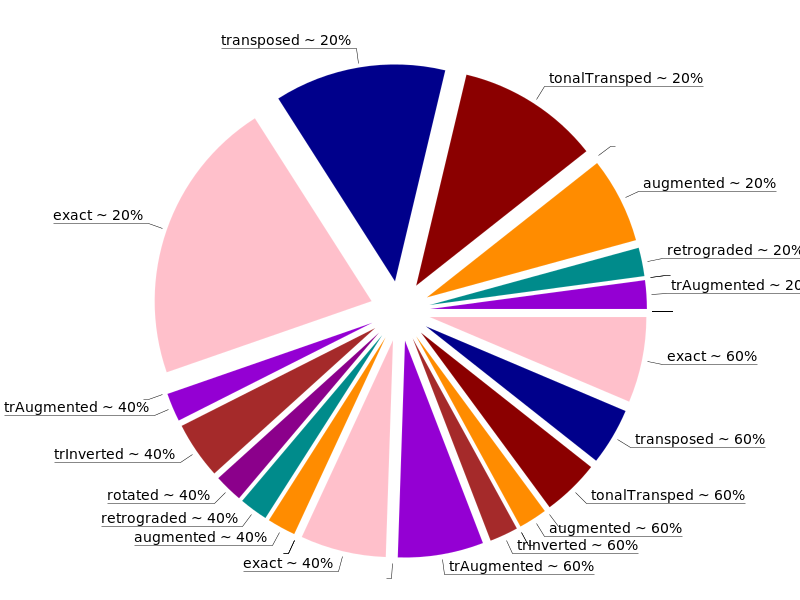 transposed ~ 20%
tonalTransped ~ 20%
augmented ~ 20%
exact ~ 20%
retrograded ~ 20%
trAugmented ~ 20
exact ~ 60%
trAugmented ~ 40%
transposed ~ 60%
trInverted ~ 40%
rotated ~ 40%
tonalTransped ~ 60%
retrograded ~ 40%
augmented ~ 60%
augmented ~ 40%
trInverted ~ 60%
exact ~ 40%
trAugmented ~ 60%